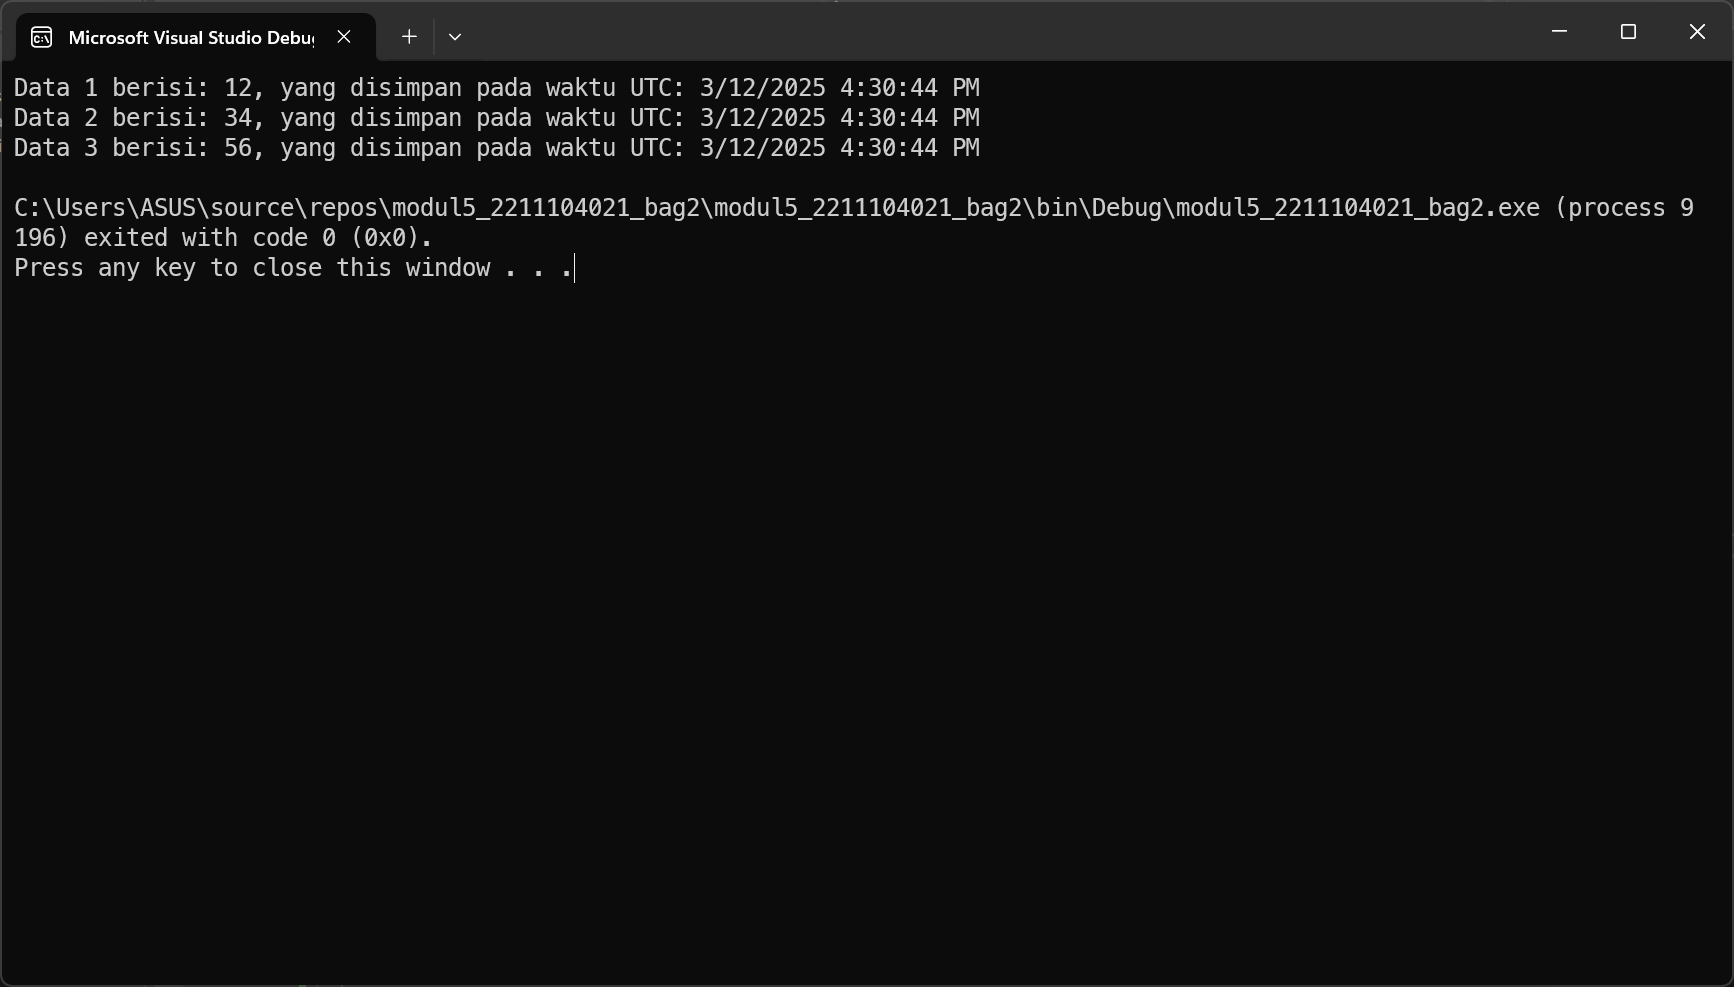 Microsoft Visual Studio Debu
Data 1 berisi: 12, yang disimpan pada waktu UTC: 3/12/2025 4:30:44 PM
Data 2 berisi: 34, yang disimpan pada waktu UTC: 3/12/2025 4:30:44 PM
Data 3 berisi: 56, yang disimpan pada waktu UTC: 3/12/2025 4:30:44 PM
C:\Users\ASUS\source\repos\modul5_2211104021_bag2\modul5_2211104021_bag2\bin\Debug\modul5_2211104021_bag2.exe (process 9
196) exited with code 0 (0x0).
Press any key to close this window . . .